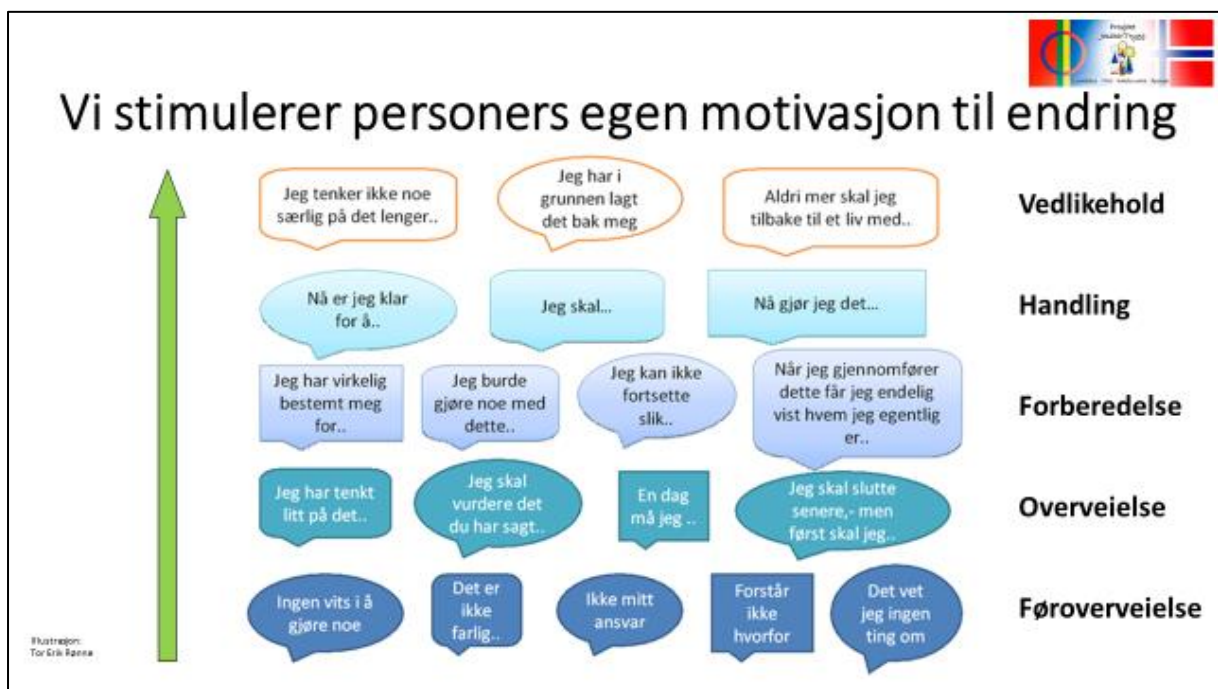 Prosjekt
Vi stimulerer personers egen motivasjon til endring
Jeg tenker ikke noe
særlig på det lenger..
Jeg har i
grunnen lagt
det bak meg
Aldri mer skal jeg
tilbake til et liv med..
Vedlikehold
Nå er jeg klar
for å..
Jeg skal…
Nå gjør jeg det…
Handling
Jeg har virkelig
bestemt meg
for..
Jeg burde
gjøre noe med
dette..
Jeg kan ikke
fortsette
slik..
Når jeg gjennomfører
dette får jeg endelig
vist hvem jeg egentlig
er..
Forberedelse
Jeg har tenkt
litt på det..
Jeg skal
vurdere det
du har sagt..
En dag
må jeg ..
Jeg skal slutte
senere,- men
først skal jeg..
Overveielse
Ingen vits i å
gjøre noe
Det er
ikke
farlig..
Ikke mitt
ansvar
Forstår
ikke
hvorfor
Det vet
jeg ingen
ting om
Føroverveielse
Illustrasjon:
Tor Erik Rønne